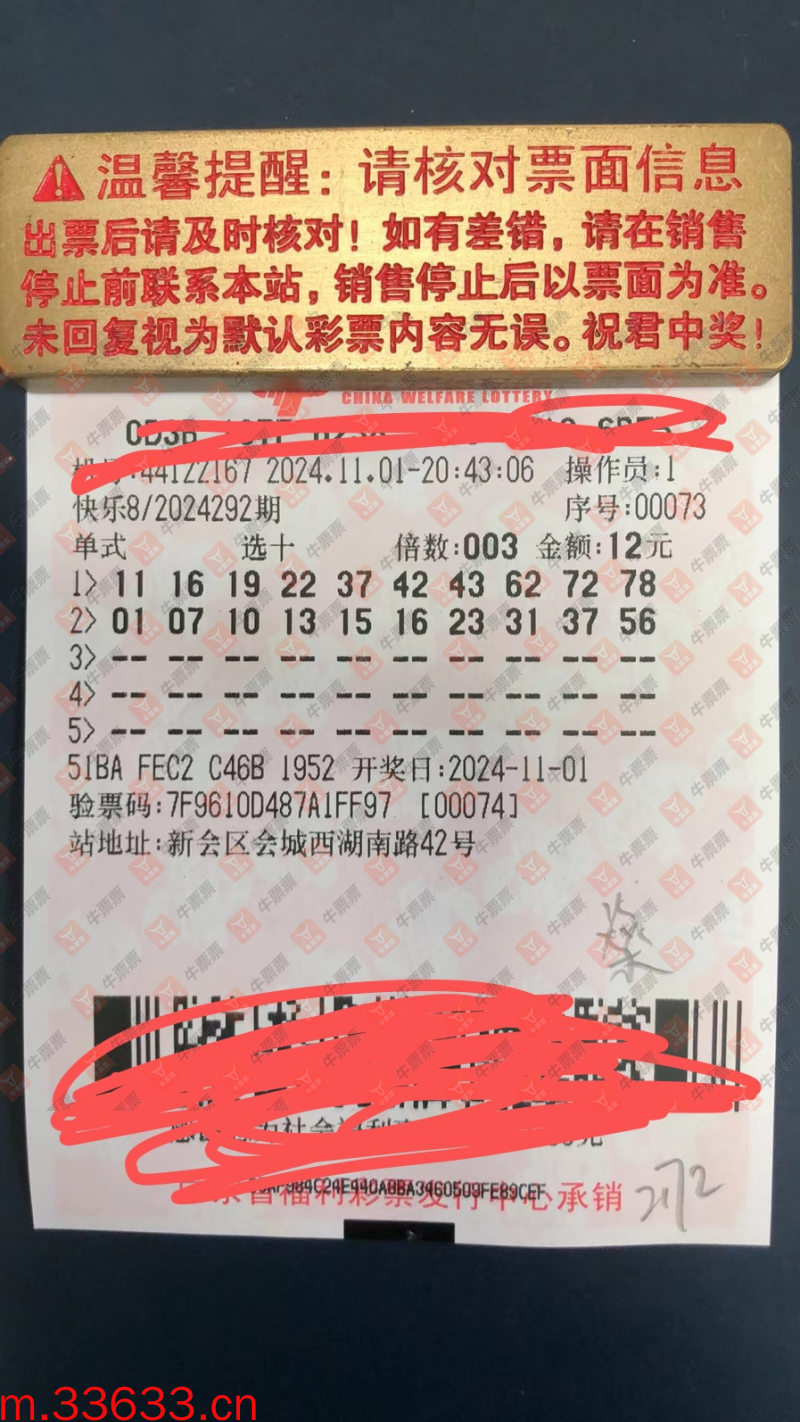 温馨提醒：请核对票面信息
出票后请及时核对！如有差错，请在销售
停止前联系本站，销售停止后以票面为准。
未回复视为默认彩票内容无误。祝君中奖！
CHINA WELFARE LOTTERY
:44122167 2024.11.01-20:43:06 操作员:1
快乐8/2024292期 序号:00073
单式 选十 倍数:003 金额:12元
1> 11 16 19 22 37 42 43 62 72 78
2> 01 07 10 13 15 16 23 31 37 56
3> -- -- -- -- -- -- -- -- -- --
4> -- -- -- -- -- -- -- -- -- --
5> -- -- -- -- -- -- -- -- -- --
51BA FEC2 C46B 1952 开奖日:2024-11-01
验票码:7F9610D487A1FF97 [00074]
站地址:新会区会城西湖南路42号
省福利彩票发行中心承销
2172
m.33633.cn
牛票票